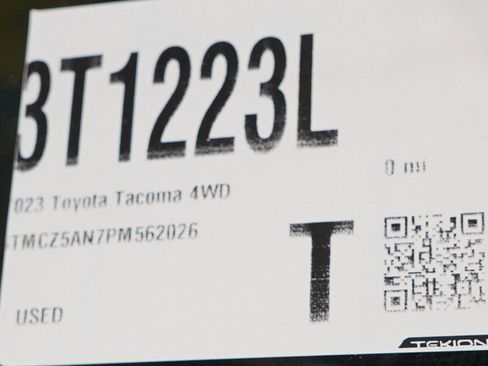 3T1223L
0 mi
023 Toyota Tacoma 4WD
TMCZ5AN7PM562026
T
USED
TEKION